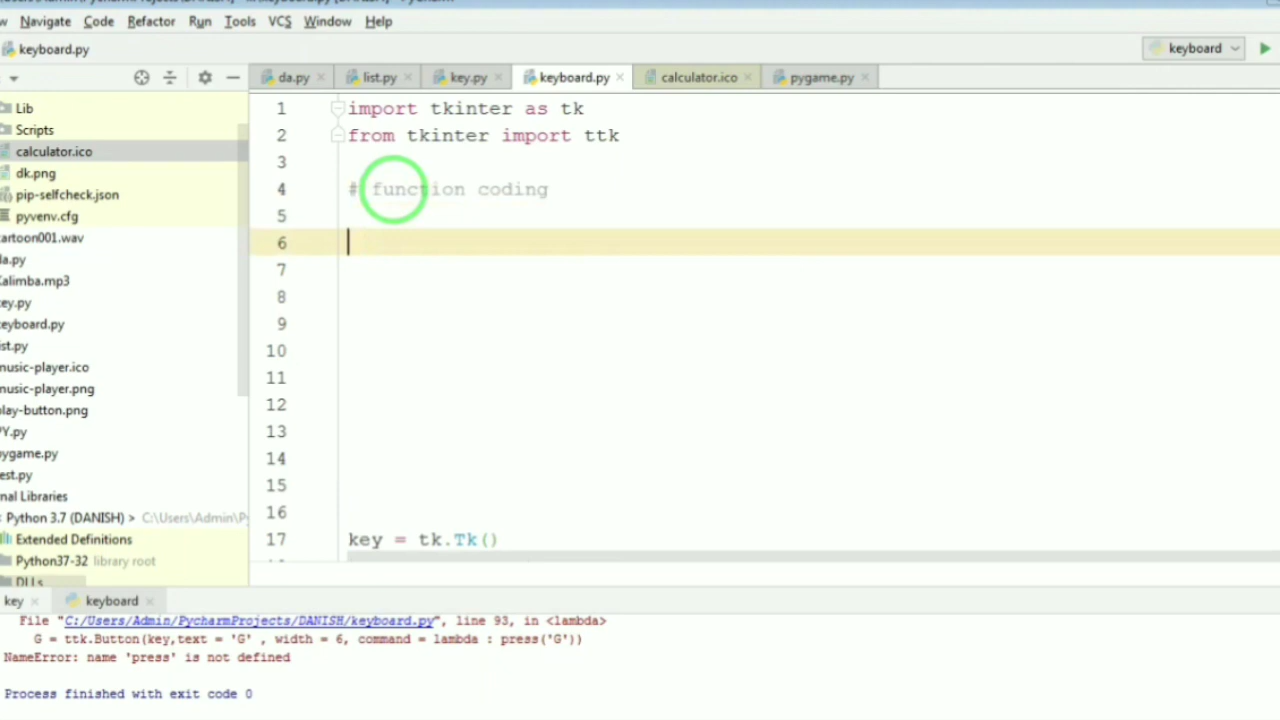 w Navigate Code Refactor Run Tools VCS Window Help
keyboard.py
keyboard
da.py list.py key.py keyboard.py calculator.ico pygame.py
Lib
Scripts
calculator.ico
dk.png
pip-selfcheck.json
pyvenv.cfg
artoon001.wav
la.py
alimba.mp3
ey.py
eyboard.py
ist.py
music-player.ico
music-player.png
lay-button.png
Y.py
ygame.py
est.py
nal Libraries
Python 3.7 (DANISH) > C:\Users\Admin\P
Extended Definitions
Python37-32 library root
DLLs
1 import tkinter as tk
2 from tkinter import ttk
3
4 # function coding
5
6
7
8
9
10
11
12
13
14
15
16
17 key = tk.Tk()
key keyboard
File "C:/Users/Admin/PycharmProjects/DANISH/keyboard.py", line 93, in <lambda>
G = ttk.Button(key,text = 'G' , width = 6, command = lambda : press('G'))
NameError: name 'press' is not defined
Process finished with exit code 0